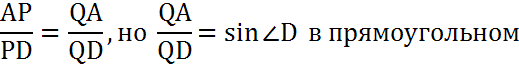 AP/PD = QA/QD, но QA/QD = sin∠D в прямоугольном